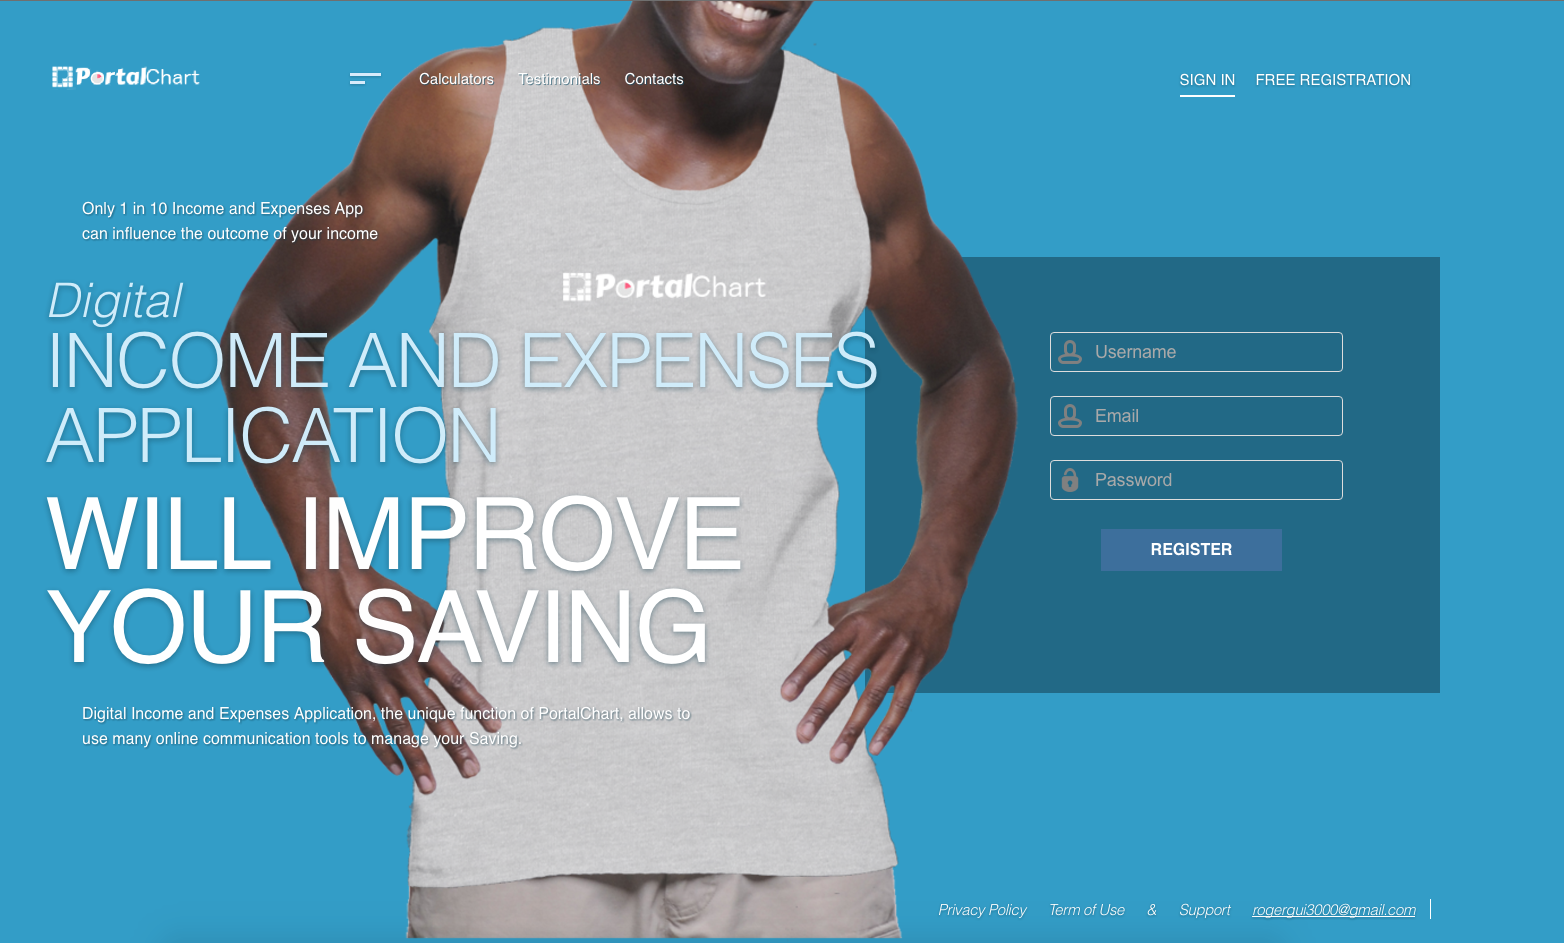 PortalChart
Calculators Testimonials Contacts
SIGN IN FREE REGISTRATION
Only 1 in 10 Income and Expenses App
can influence the outcome of your income
PortalChart
Digital
INCOME AND EXPENSES
APPLICATION
WILL IMPROVE
YOUR SAVING
Digital Income and Expenses Application, the unique function of PortalChart, allows to
use many online communication tools to manage your Saving.
Username
Email
Password
REGISTER
Privacy Policy Term of Use & Support rogergui3000@gmail.com